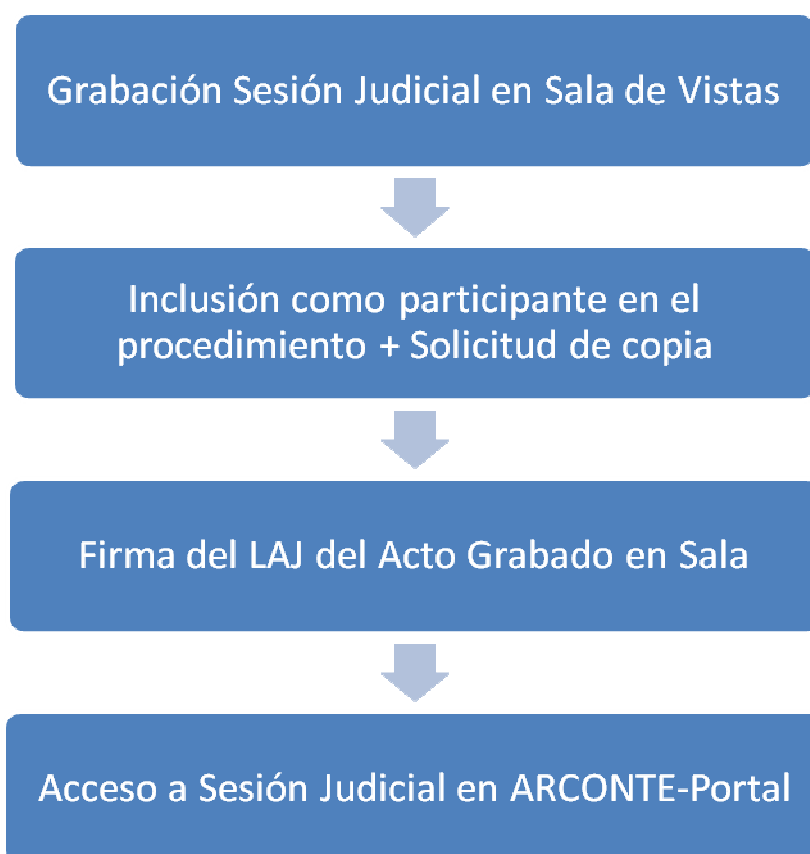 Grabación Sesión Judicial en Sala de Vistas
Inclusión como participante en el
procedimiento + Solicitud de copia
Firma del LAJ del Acto Grabado en Sala
Acceso a Sesión Judicial en ARCONTE-Portal